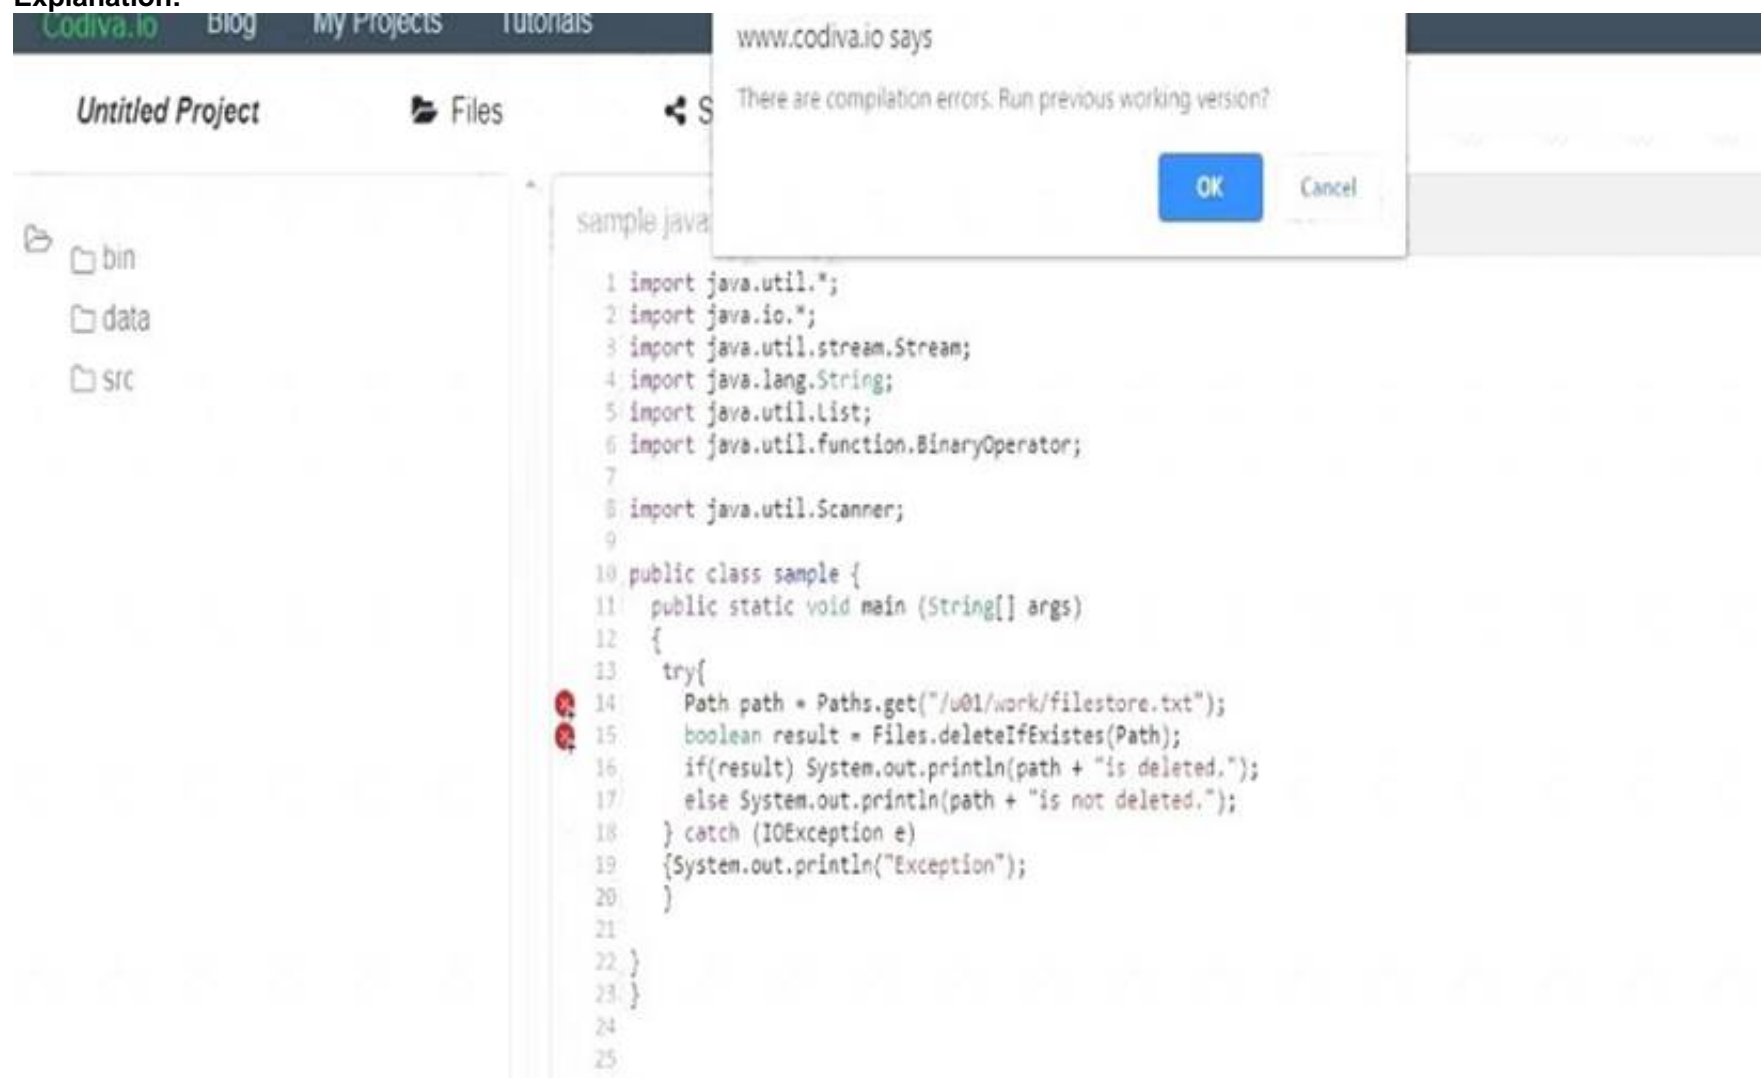 Explanation:
Codiva.io Blog My Projects Tutorials
www.codiva.io says
There are compilation errors. Run previous working version?
Untitled Project Files S
OK Cancel
sample java
bin
data
src
1 import java.util.*;
2 import java.io.*;
3 import java.util.stream.Stream;
4 import java.lang.String;
5 import java.util.List;
6 import java.util.function.BinaryOperator;
7
8 import java.util.Scanner;
9
10 public class sample {
11 public static void main (String[] args)
12 {
13 try{
14 Path path = Paths.get("/u01/work/filestore.txt");
15 boolean result = Files.deleteIfExistes(Path);
16 if(result) System.out.println(path + "is deleted.");
17 else System.out.println(path + "is not deleted.");
18 } catch (IOException e)
19 {System.out.println("Exception");
20 }
21
22 }
23 }
24
25